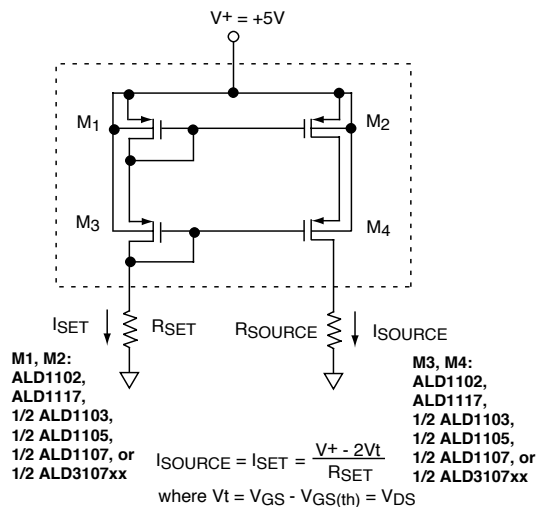 V+ = +5V
M1
M2
M3
M4
ISET
RSET
RSOURCE
ISOURCE
M1, M2:
ALD1102,
ALD1117,
1/2 ALD1103,
1/2 ALD1105,
1/2 ALD1107, or
1/2 ALD3107xx
M3, M4:
ALD1102,
ALD1117,
1/2 ALD1103,
1/2 ALD1105,
1/2 ALD1107, or
1/2 ALD3107xx
ISOURCE = ISET = V+ - 2Vt / RSET
where Vt = VGS - VGS(th) = VDS